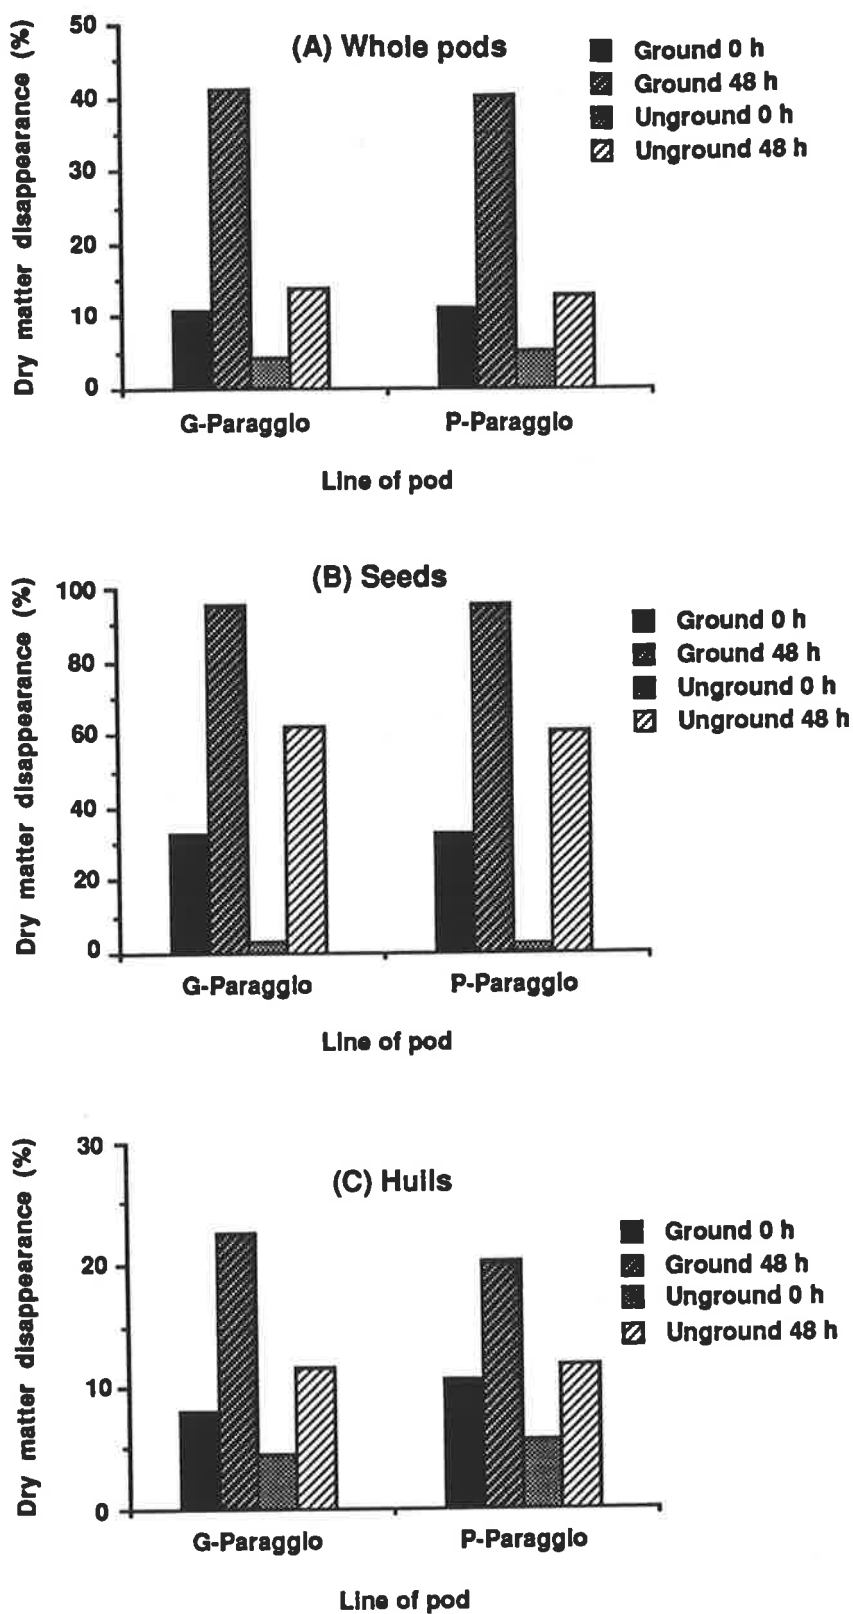 (A) Whole pods
Dry matter disappearance (%)
50
40
30
20
10
0
Ground 0 h
Ground 48 h
Unground 0 h
Unground 48 h
G-Paraggio
P-Paraggio
Line of pod
(B) Seeds
Dry matter disappearance (%)
100
80
60
40
20
0
Ground 0 h
Ground 48 h
Unground 0 h
Unground 48 h
G-Paraggio
P-Paraggio
Line of pod
(C) Hulls
Dry matter disappearance (%)
30
20
10
0
Ground 0 h
Ground 48 h
Unground 0 h
Unground 48 h
G-Paraggio
P-Paraggio
Line of pod